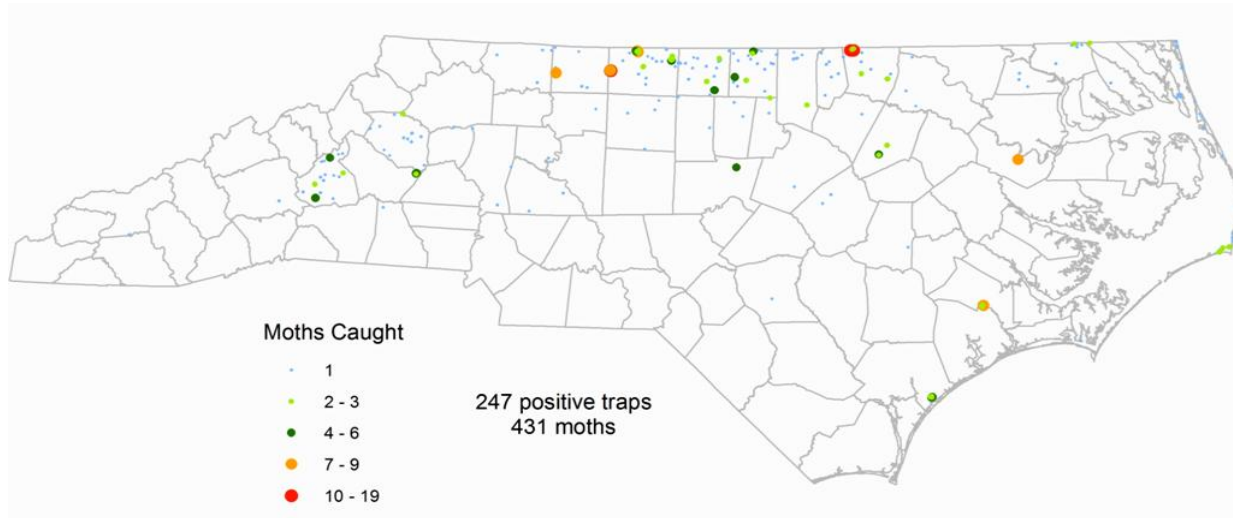 Moths Caught
1
2 - 3
4 - 6
7 - 9
10 - 19
247 positive traps
431 moths